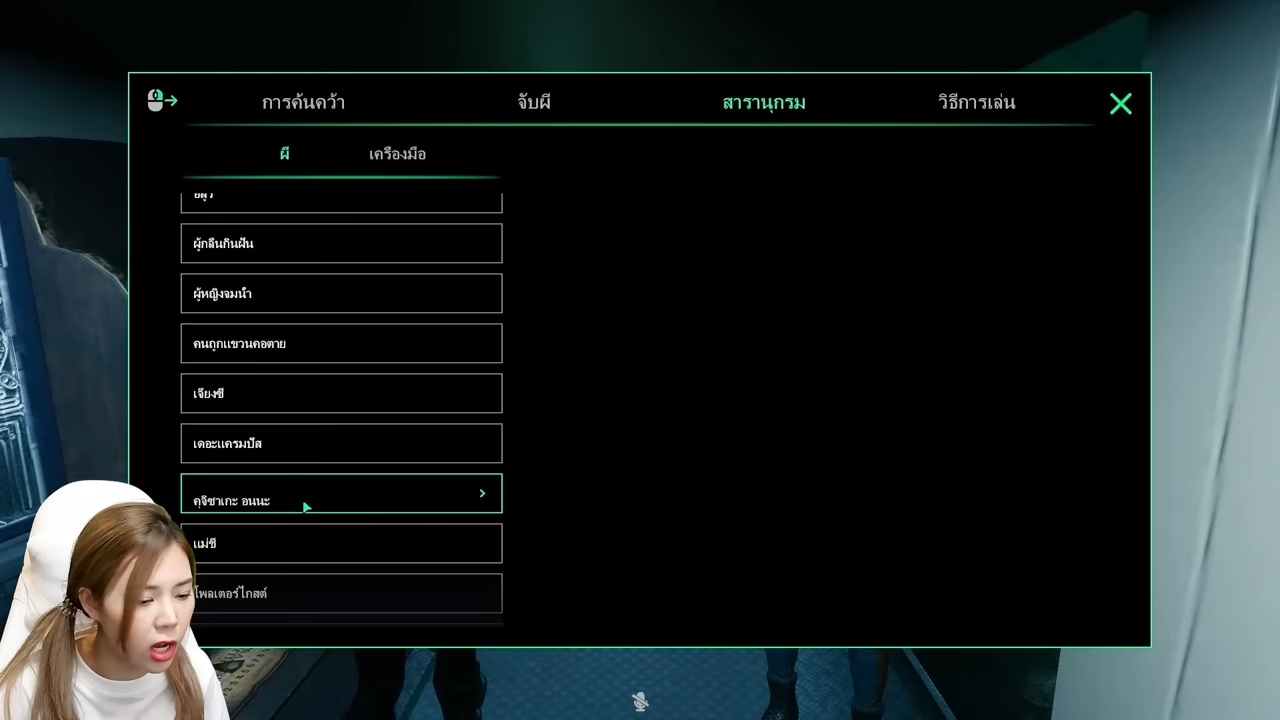 การค้นคว้า
จับผี
สารานุกรม
วิธีการเล่น
ผี
เครื่องมือ
ผู้กลืนกินฝัน
ผู้หญิงจมน้ำ
คนถูกแขวนคอตาย
เจียงซี
เดอะแครมปัส
คุจิซาเกะ อนนะ
แม่ชี
โพลเตอร์ไกสต์